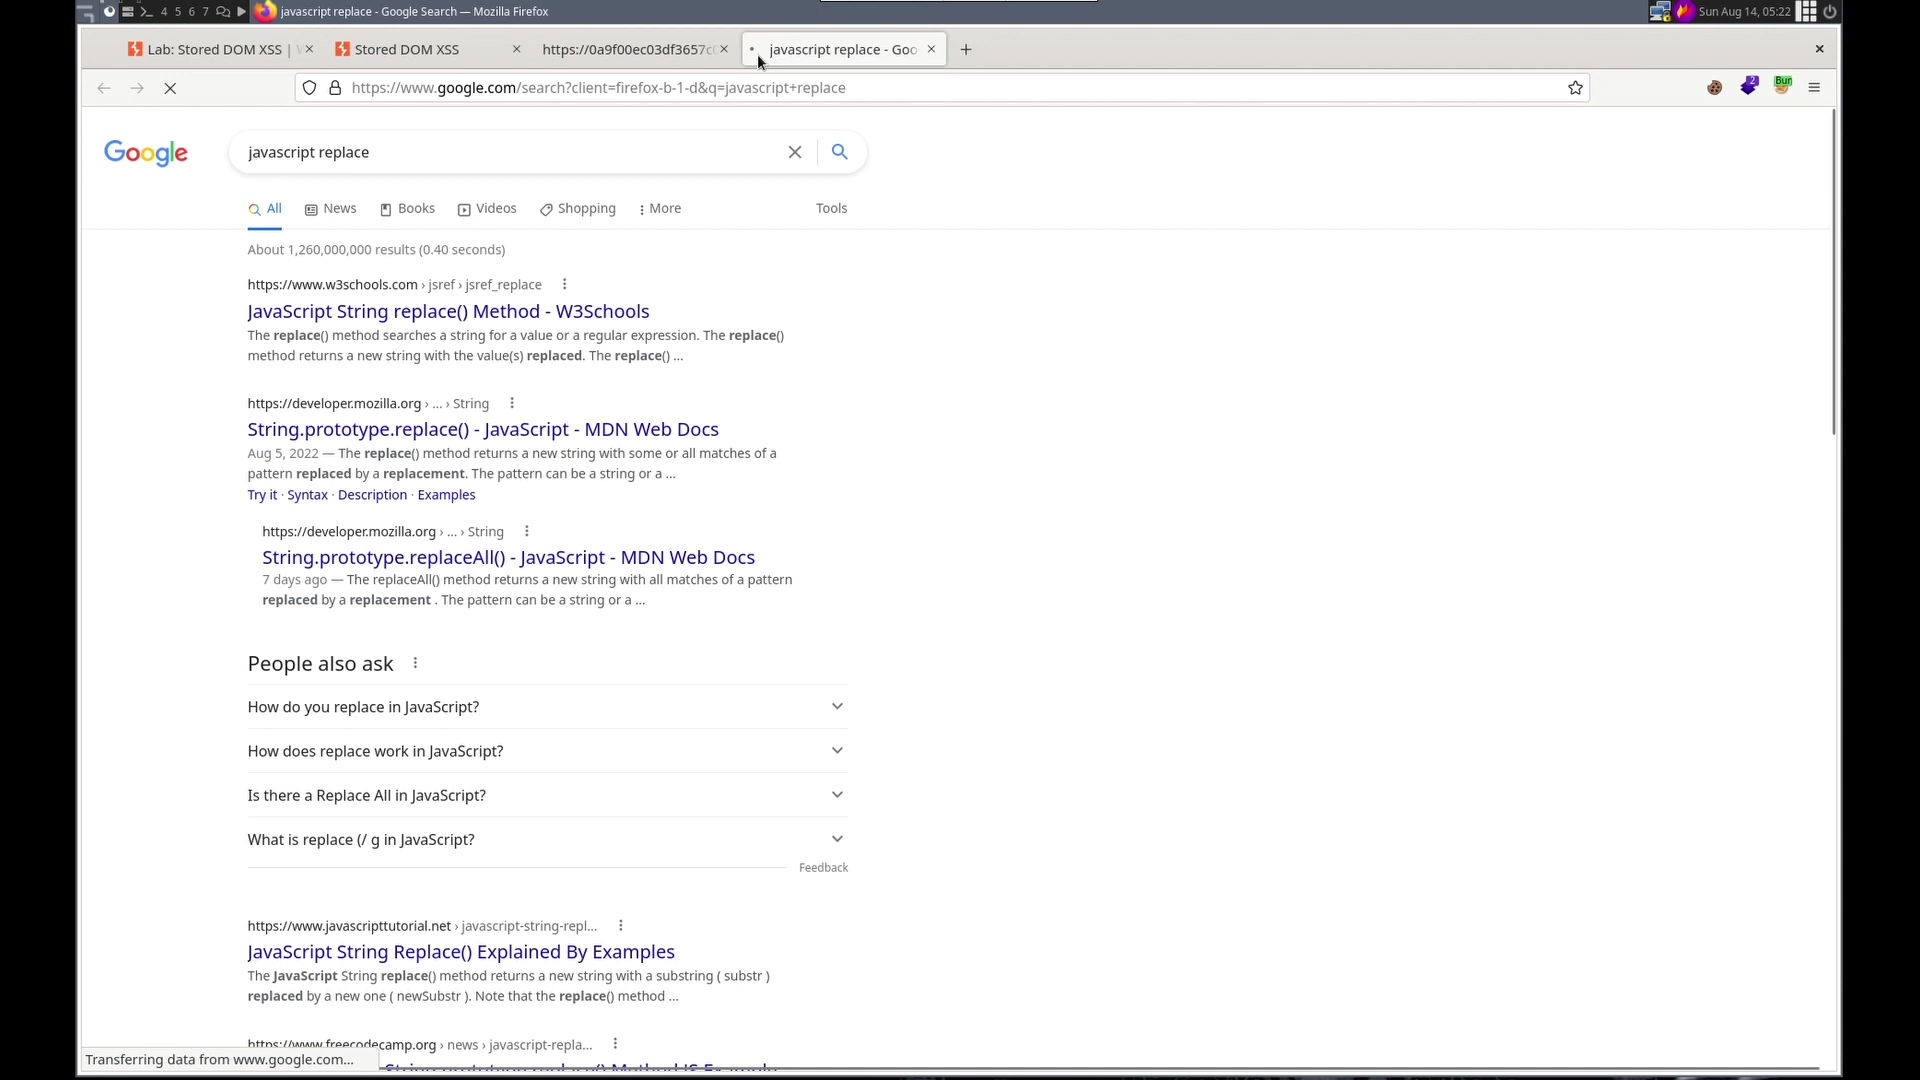 4 5 6 7 javascript replace - Google Search — Mozilla Firefox Sun Aug 14, 05:22
Lab: Stored DOM XSS | Stored DOM XSS https://0a9f00ec03df3657c javascript replace - Goo
https://www.google.com/search?client=firefox-b-1-d&q=javascript+replace 2 Bur
Google javascript replace
All News Books Videos Shopping More Tools
About 1,260,000,000 results (0.40 seconds)
https://www.w3schools.com › jsref › jsref_replace
JavaScript String replace() Method - W3Schools
The replace() method searches a string for a value or a regular expression. The replace()
method returns a new string with the value(s) replaced. The replace() ...
https://developer.mozilla.org › ... › String
String.prototype.replace() - JavaScript - MDN Web Docs
Aug 5, 2022 — The replace() method returns a new string with some or all matches of a
pattern replaced by a replacement. The pattern can be a string or a ...
Try it · Syntax · Description · Examples
https://developer.mozilla.org › ... › String
String.prototype.replaceAll() - JavaScript - MDN Web Docs
7 days ago — The replaceAll() method returns a new string with all matches of a pattern
replaced by a replacement . The pattern can be a string or a ...
People also ask
How do you replace in JavaScript?
How does replace work in JavaScript?
Is there a Replace All in JavaScript?
What is replace (/ g in JavaScript?
Feedback
https://www.javascripttutorial.net › javascript-string-repl...
JavaScript String Replace() Explained By Examples
The JavaScript String replace() method returns a new string with a substring ( substr )
replaced by a new one ( newSubstr ). Note that the replace() method ...
https://www.freecodecamp.org › news › javascript-repla...
Transferring data from www.google.com...